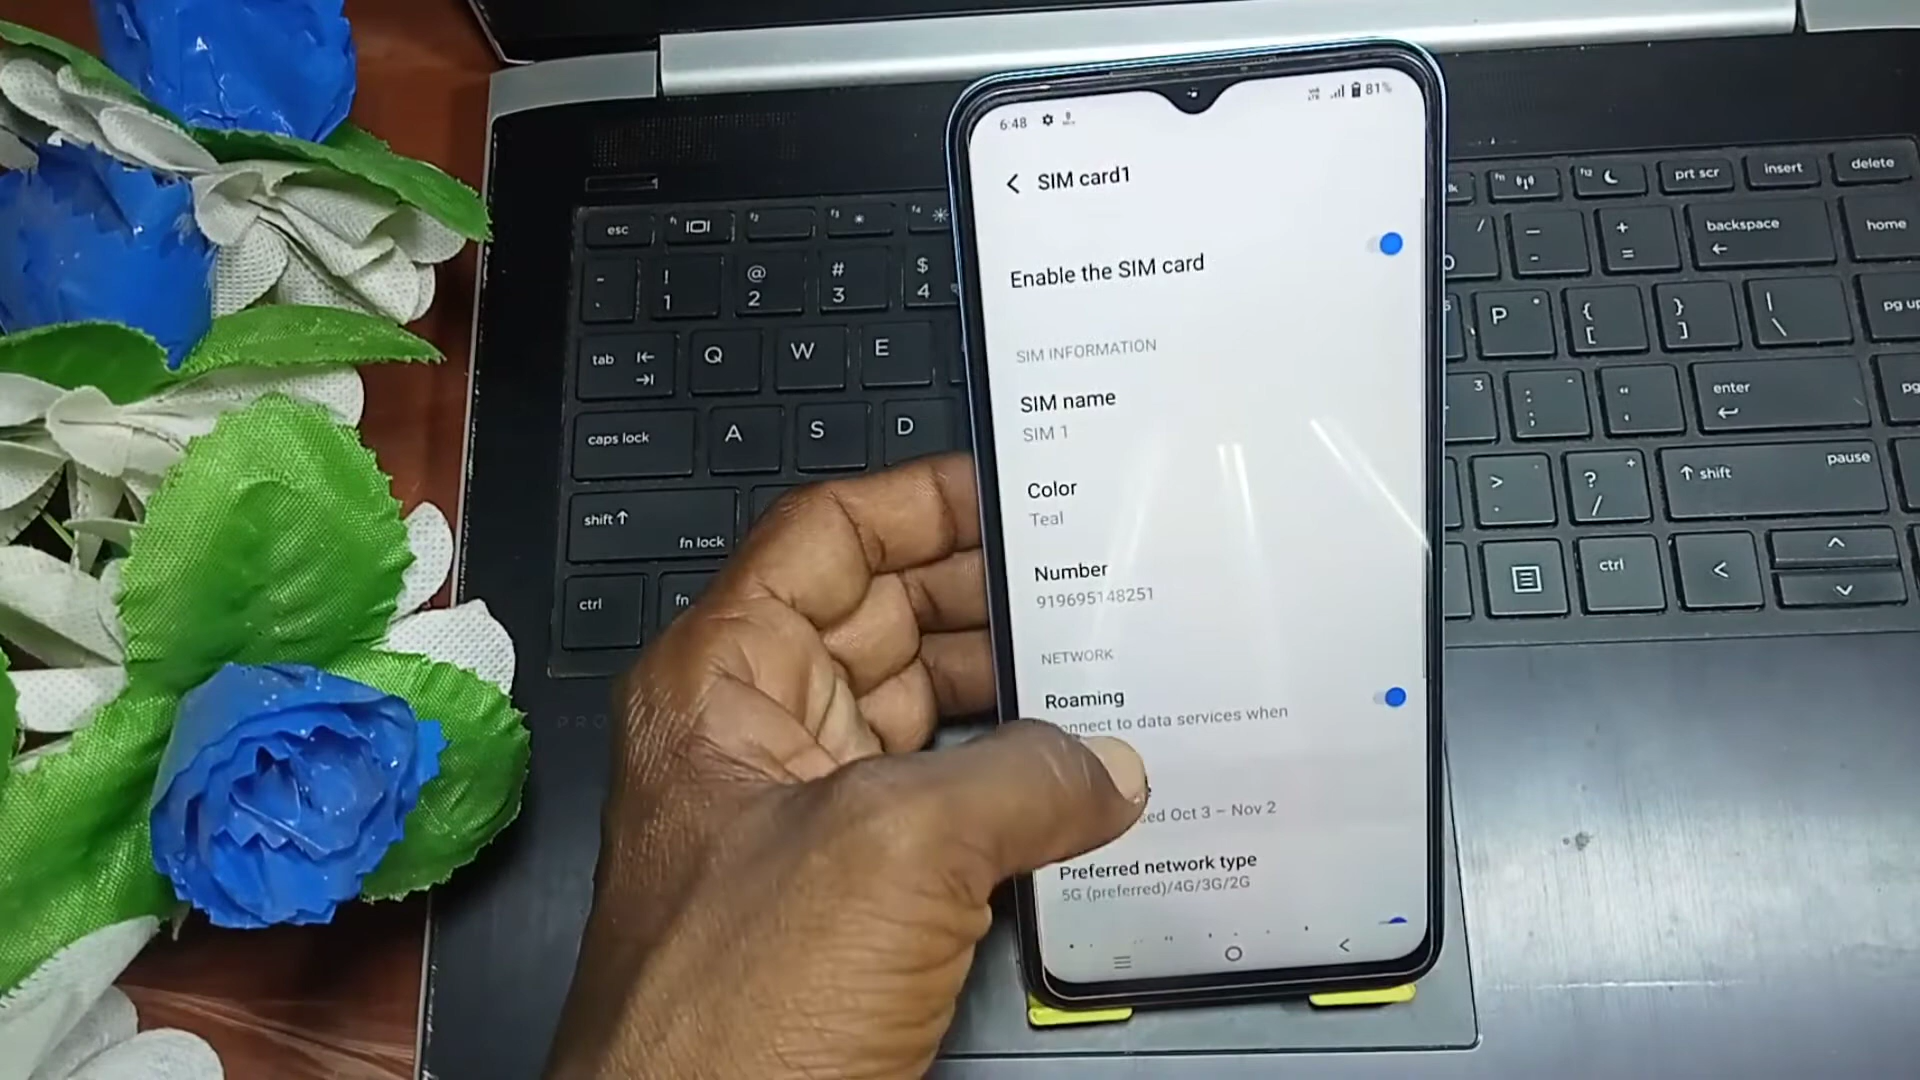 6:48
81%
SIM card1
Enable the SIM card
SIM INFORMATION
SIM name
SIM 1
Color
Teal
Number
919695148251
NETWORK
Roaming
onnect to data services when
sed Oct 3 – Nov 2
Preferred network type
5G (preferred)/4G/3G/2G
esc
prt scr
insert
delete
! 1
@ 2
# 3
$ 4
- -
+ =
backspace
home
tab
Q
W
E
P
{ [
} ]
| \
pg up
caps lock
A
S
D
: ;
enter
shift
fn lock
>
.
? /
shift
pause
ctrl
fn
ctrl
PRO